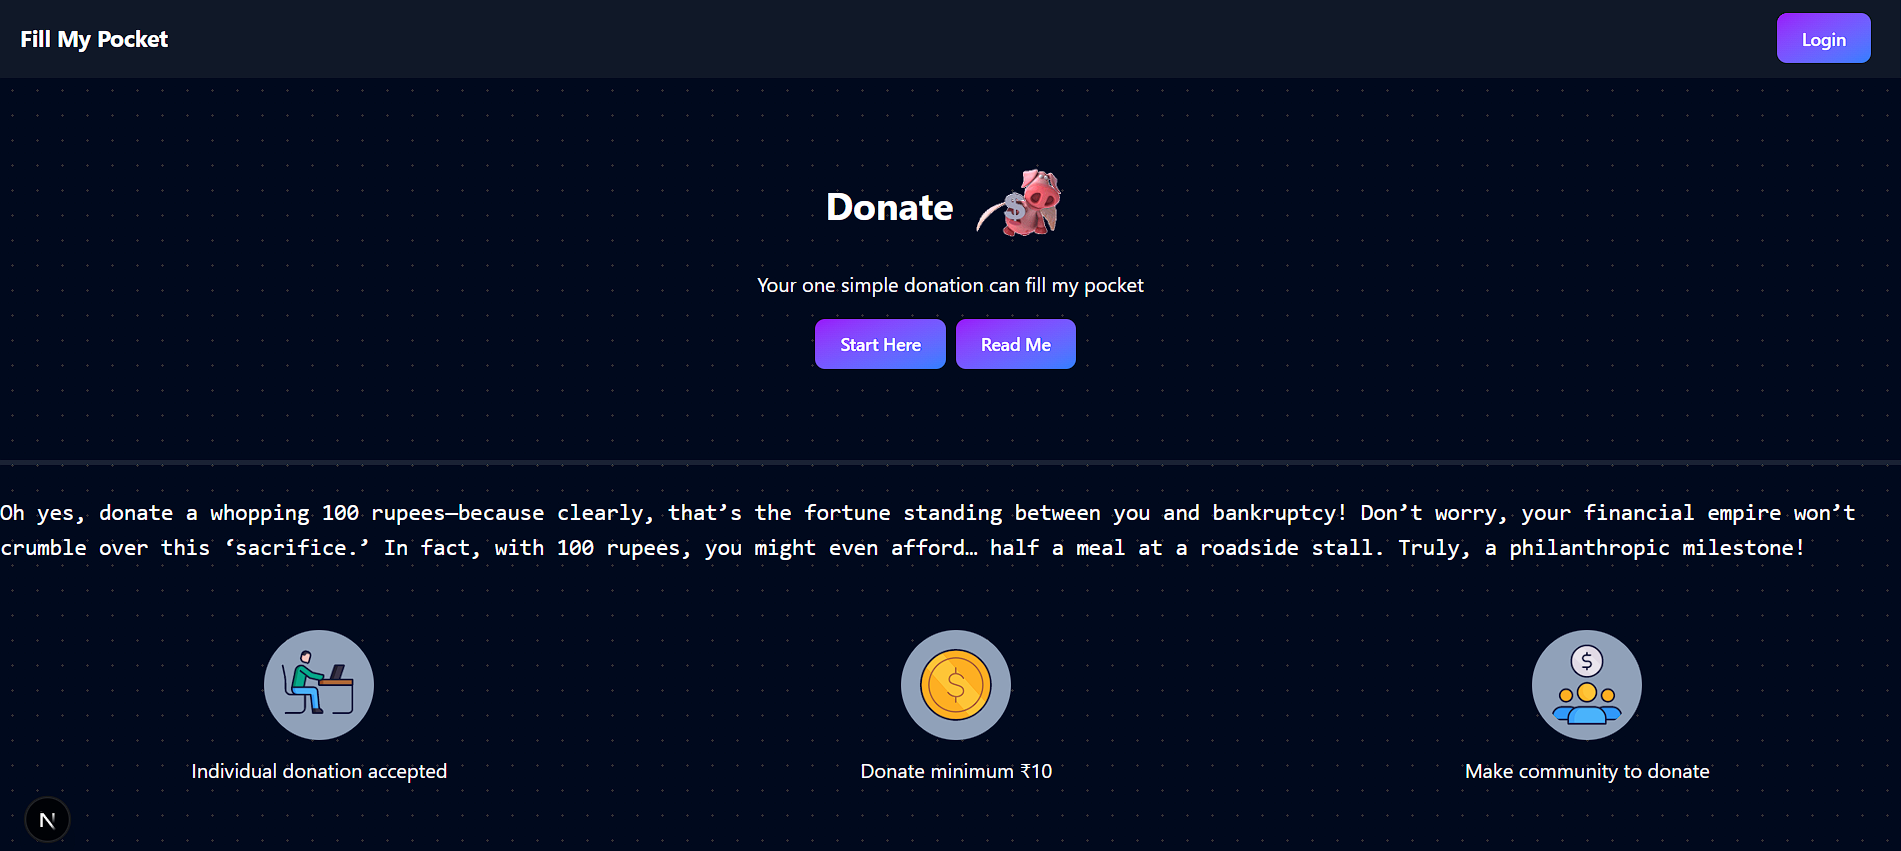 Fill My Pocket
Login
Donate
Your one simple donation can fill my pocket
Start Here
Read Me
Oh yes, donate a whopping 100 rupees—because clearly, that’s the fortune standing between you and bankruptcy! Don’t worry, your financial empire won’t
crumble over this ‘sacrifice.’ In fact, with 100 rupees, you might even afford… half a meal at a roadside stall. Truly, a philanthropic milestone!
Individual donation accepted
Donate minimum ₹10
Make community to donate
N